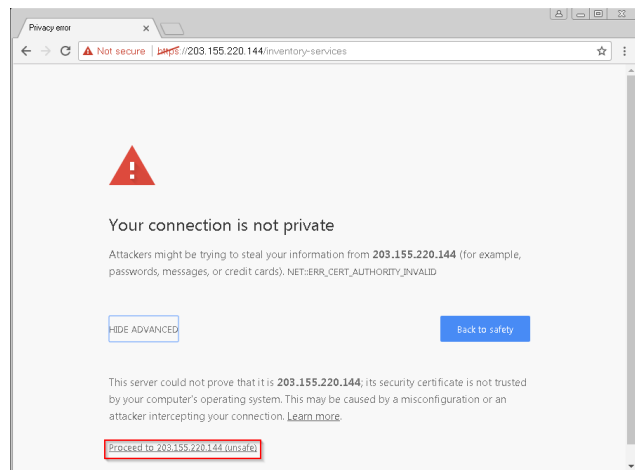 Privacy error
Not secure | https://203.155.220.144/inventory-services
Your connection is not private
Attackers might be trying to steal your information from 203.155.220.144 (for example,
passwords, messages, or credit cards). NET::ERR_CERT_AUTHORITY_INVALID
HIDE ADVANCED
Back to safety
This server could not prove that it is 203.155.220.144; its security certificate is not trusted
by your computer's operating system. This may be caused by a misconfiguration or an
attacker intercepting your connection. Learn more.
Proceed to 203.155.220.144 (unsafe)